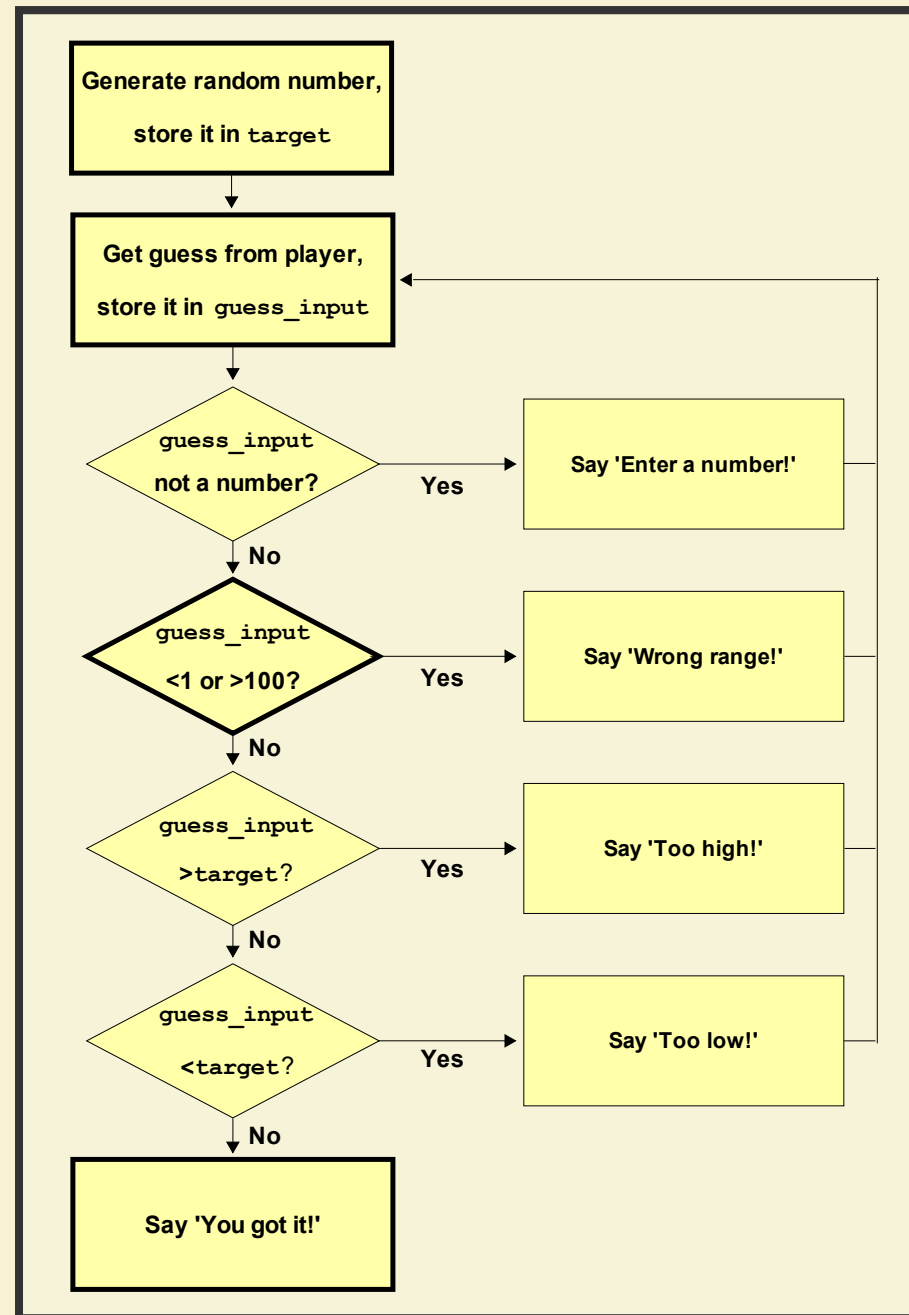 Generate random number,
store it in target
Get guess from player,
store it in guess_input
guess_input
not a number?
Yes
Say 'Enter a number!'
No
guess_input
<1 or >100?
Yes
Say 'Wrong range!'
No
guess_input
>target?
Yes
Say 'Too high!'
No
guess_input
<target?
Yes
Say 'Too low!'
No
Say 'You got it!'